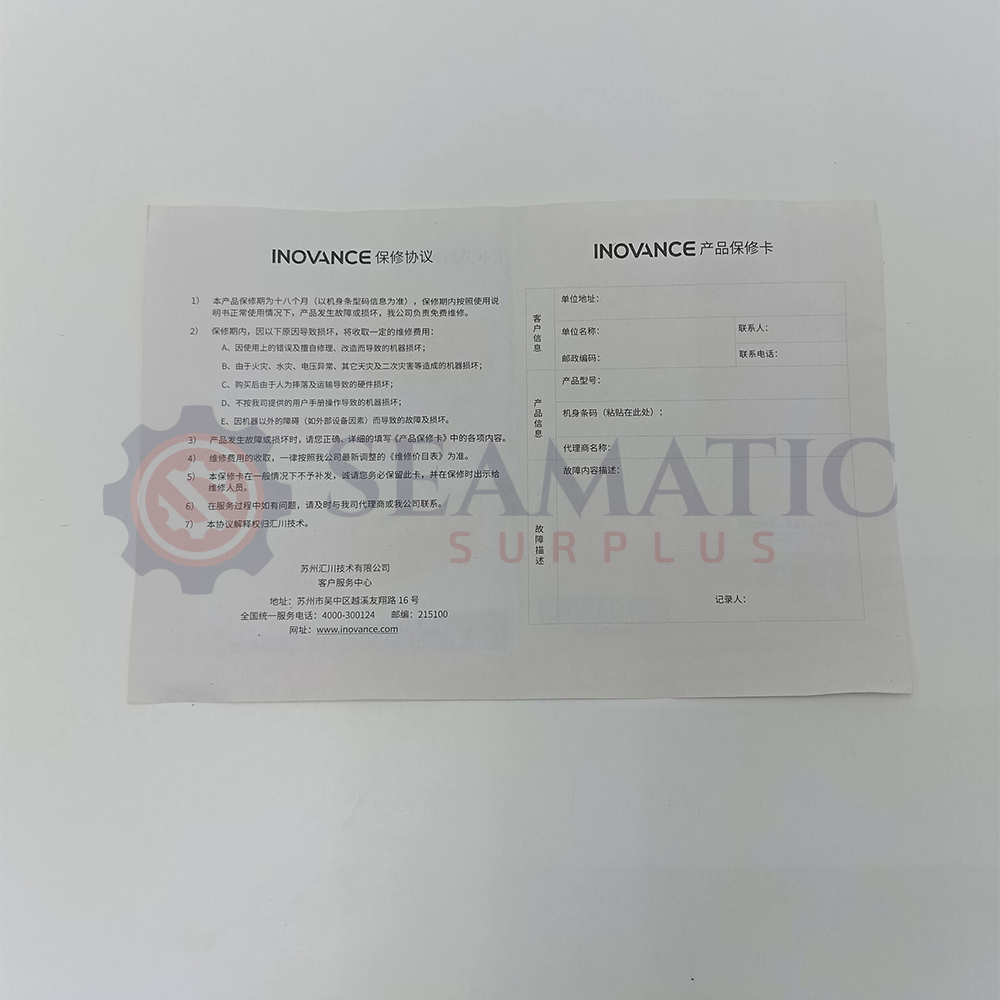 INOVANCE 保修协议
1) 本产品保修期为十八个月（以机身条型码信息为准），保修期内按照使用说
明书正常使用情况下，产品发生故障或损坏，我公司负责免费维修。
2) 保修期内，因以下原因导致损坏，将收取一定的维修费用：
A、因使用上的错误及擅自修理、改造而导致的机器损坏；
B、由于火灾、水灾、电压异常、其它天灾及二次灾害等造成的机器损坏；
C、购买后由于人为摔落及运输导致的硬件损坏；
D、不按我司提供的用户手册操作导致的机器损坏；
E、因机器以外的障碍（如外部设备因素）而导致的故障及损坏。
3) 产品发生故障或损坏时，请您正确、详细的填写《产品保修卡》中的各项内容。
4) 维修费用的收取，一律按照我公司最新调整的《维修价目表》为准。
5) 本保修卡在一般情况下不予补发，诚请您务必保留此卡，并在保修时出示给
维修人员。
6) 在服务过程中如有问题，请及时与我司代理商或我公司联系。
7) 本协议解释权归汇川技术。
苏州汇川技术有限公司
客户服务中心
地址：苏州市吴中区越溪友翔路 16 号
全国统一服务电话：4000-300124 邮编：215100
网址：www.inovance.com
INOVANCE 产品保修卡
客户信息
单位地址：
单位名称：
联系人：
邮政编码：
联系电话：
产品信息
产品型号：
机身条码（粘贴在此处）：
代理商名称：
故障描述
故障内容描述：
记录人：
SEAMATIC
SURPLUS